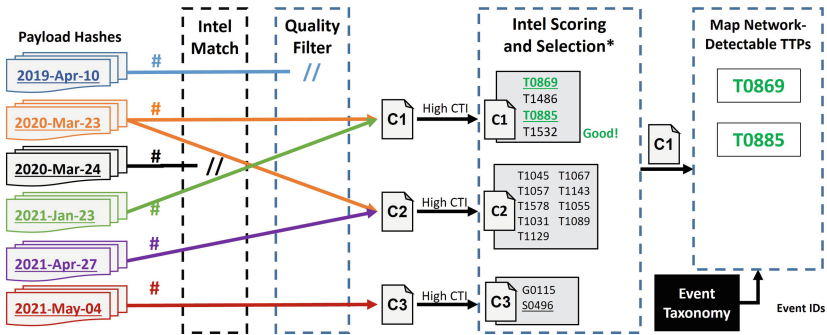 Payload Hashes
Intel
Match
Quality
Filter
Intel Scoring
and Selection*
Map Network-
Detectable TTPs
2019-Apr-10
#
//
2020-Mar-23
#
2020-Mar-24
#
//
2021-Jan-23
#
2021-Apr-27
#
2021-May-04
#
C1
High CTI
C1
T0869
T1486
T0885
T1532
Good!
C2
High CTI
C2
T1045 T1067
T1057 T1143
T1578 T1055
T1031 T1089
T1129
C3
High CTI
C3
G0115
S0496
C1
T0869
T0885
Event
Taxonomy
Event IDs